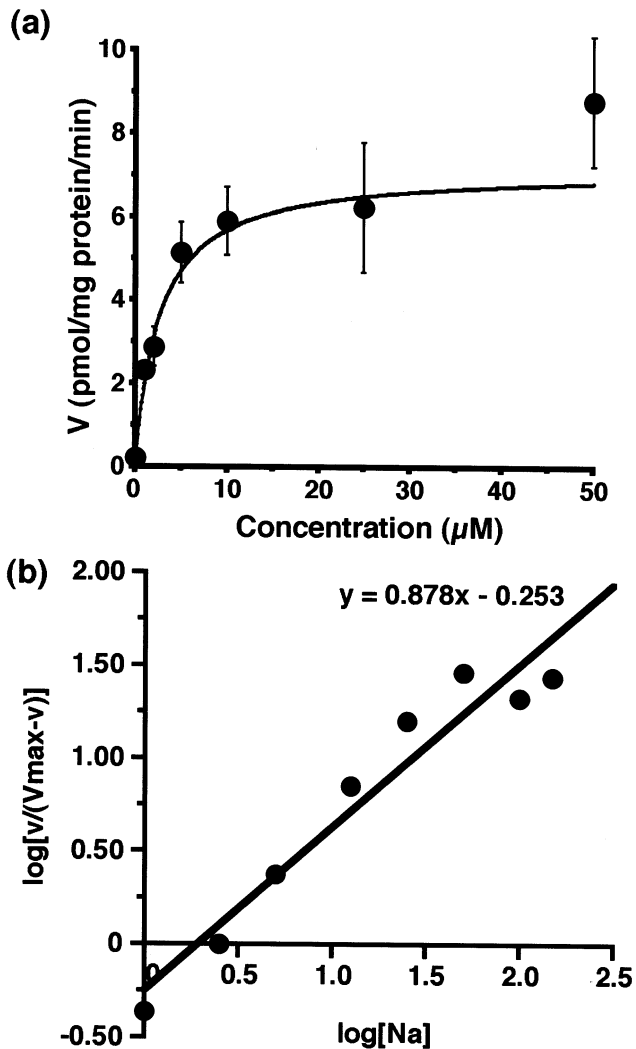 (a)
10
8
6
4
2
0
V (pmol/mg protein/min)
0 10 20 30 40 50
Concentration (µM)
(b)
2.00
1.50
1.00
0.50
0
-0.50
log[v/(Vmax-v)]
y = 0.878x - 0.253
0 0.5 1.0 1.5 2.0 2.5
log[Na]